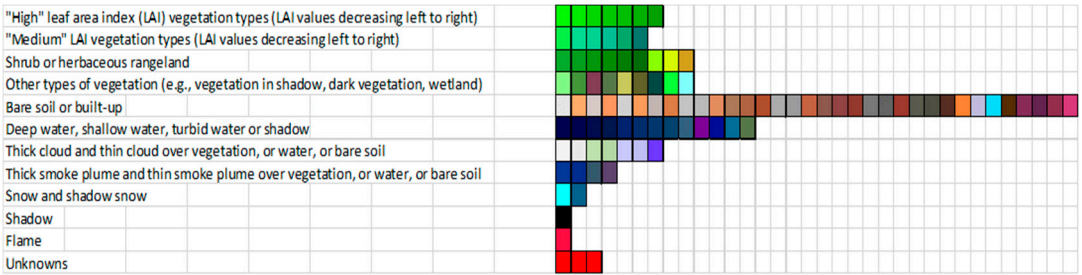 "High" leaf area index (LAI) vegetation types (LAI values decreasing left to right)
"Medium" LAI vegetation types (LAI values decreasing left to right)
Shrub or herbaceous rangeland
Other types of vegetation (e.g., vegetation in shadow, dark vegetation, wetland)
Bare soil or built-up
Deep water, shallow water, turbid water or shadow
Thick cloud and thin cloud over vegetation, or water, or bare soil
Thick smoke plume and thin smoke plume over vegetation, or water, or bare soil
Snow and shadow snow
Shadow
Flame
Unknowns